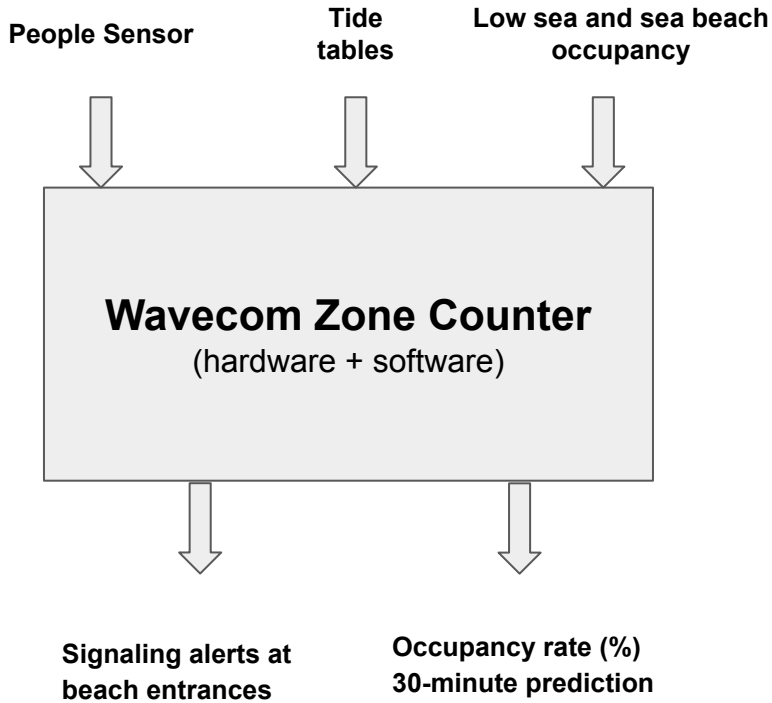 People Sensor
Tide
tables
Low sea and sea beach
occupancy
Wavecom Zone Counter
(hardware + software)
Signaling alerts at
beach entrances
Occupancy rate (%)
30-minute prediction